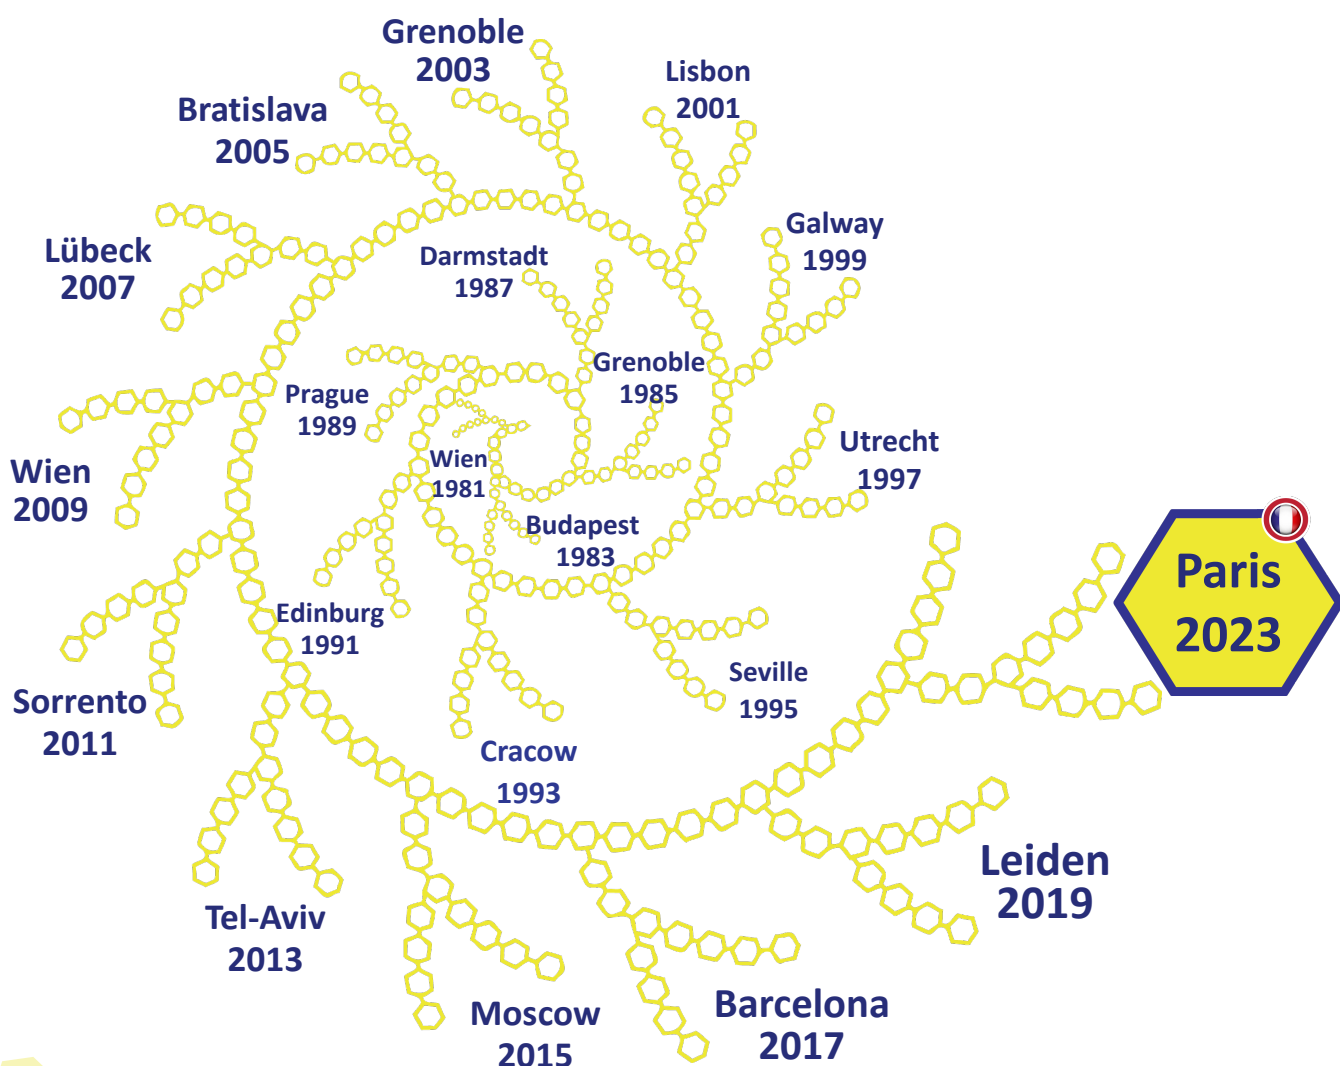 Grenoble
2003
Lisbon
2001
Bratislava
2005
Galway
1999
Lübeck
2007
Darmstadt
1987
Grenoble
1985
Prague
1989
Utrecht
1997
Wien
1981
Wien
2009
Budapest
1983
Paris
2023
Edinburg
1991
Seville
1995
Sorrento
2011
Cracow
1993
Leiden
2019
Tel-Aviv
2013
Barcelona
2017
Moscow
2015